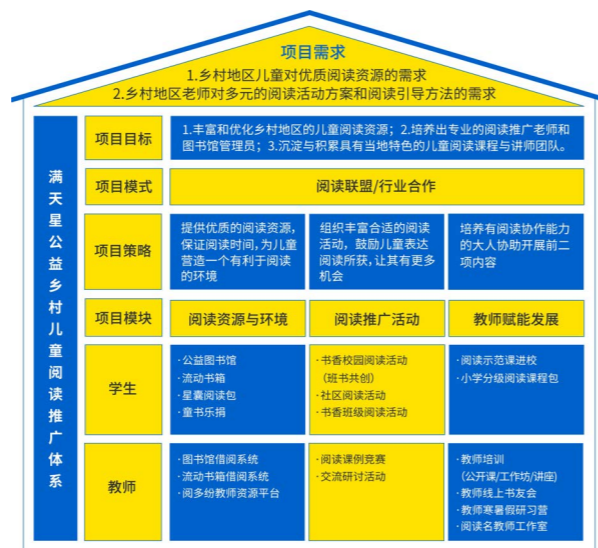 项目需求
1.乡村地区儿童对优质阅读资源的需求
2.乡村地区老师对多元的阅读活动方案和阅读引导方法的需求
满天星公益乡村儿童阅读推广体系
项目目标
1.丰富和优化乡村地区的儿童阅读资源；2.培养出专业的阅读推广老师和
图书馆管理员；3.沉淀与积累具有当地特色的儿童阅读课程与讲师团队。
项目模式
阅读联盟/行业合作
项目策略
提供优质的阅读资源，
保证阅读时间，为儿童
营造一个有利于阅读
的环境
组织丰富合适的阅读
活动，鼓励儿童表达
阅读所获，让其有更多
机会
培养有阅读协作能力
的大人协助开展前二
项内容
项目模块
阅读资源与环境
阅读推广活动
教师赋能发展
学生
·公益图书馆
·流动书箱
·星囊阅读包
·童书乐捐
·书香校园阅读活动
（班书共创）
·社区阅读活动
·书香班级阅读活动
·阅读示范课进校
·小学分级阅读课程包
教师
·图书馆借阅系统
·流动书箱借阅系统
·阅多纷教师资源平台
·阅读课例竞赛
·交流研讨活动
·教师培训
（公开课/工作坊/讲座）
·教师线上书友会
·教师寒暑假研习营
·阅读名教师工作室